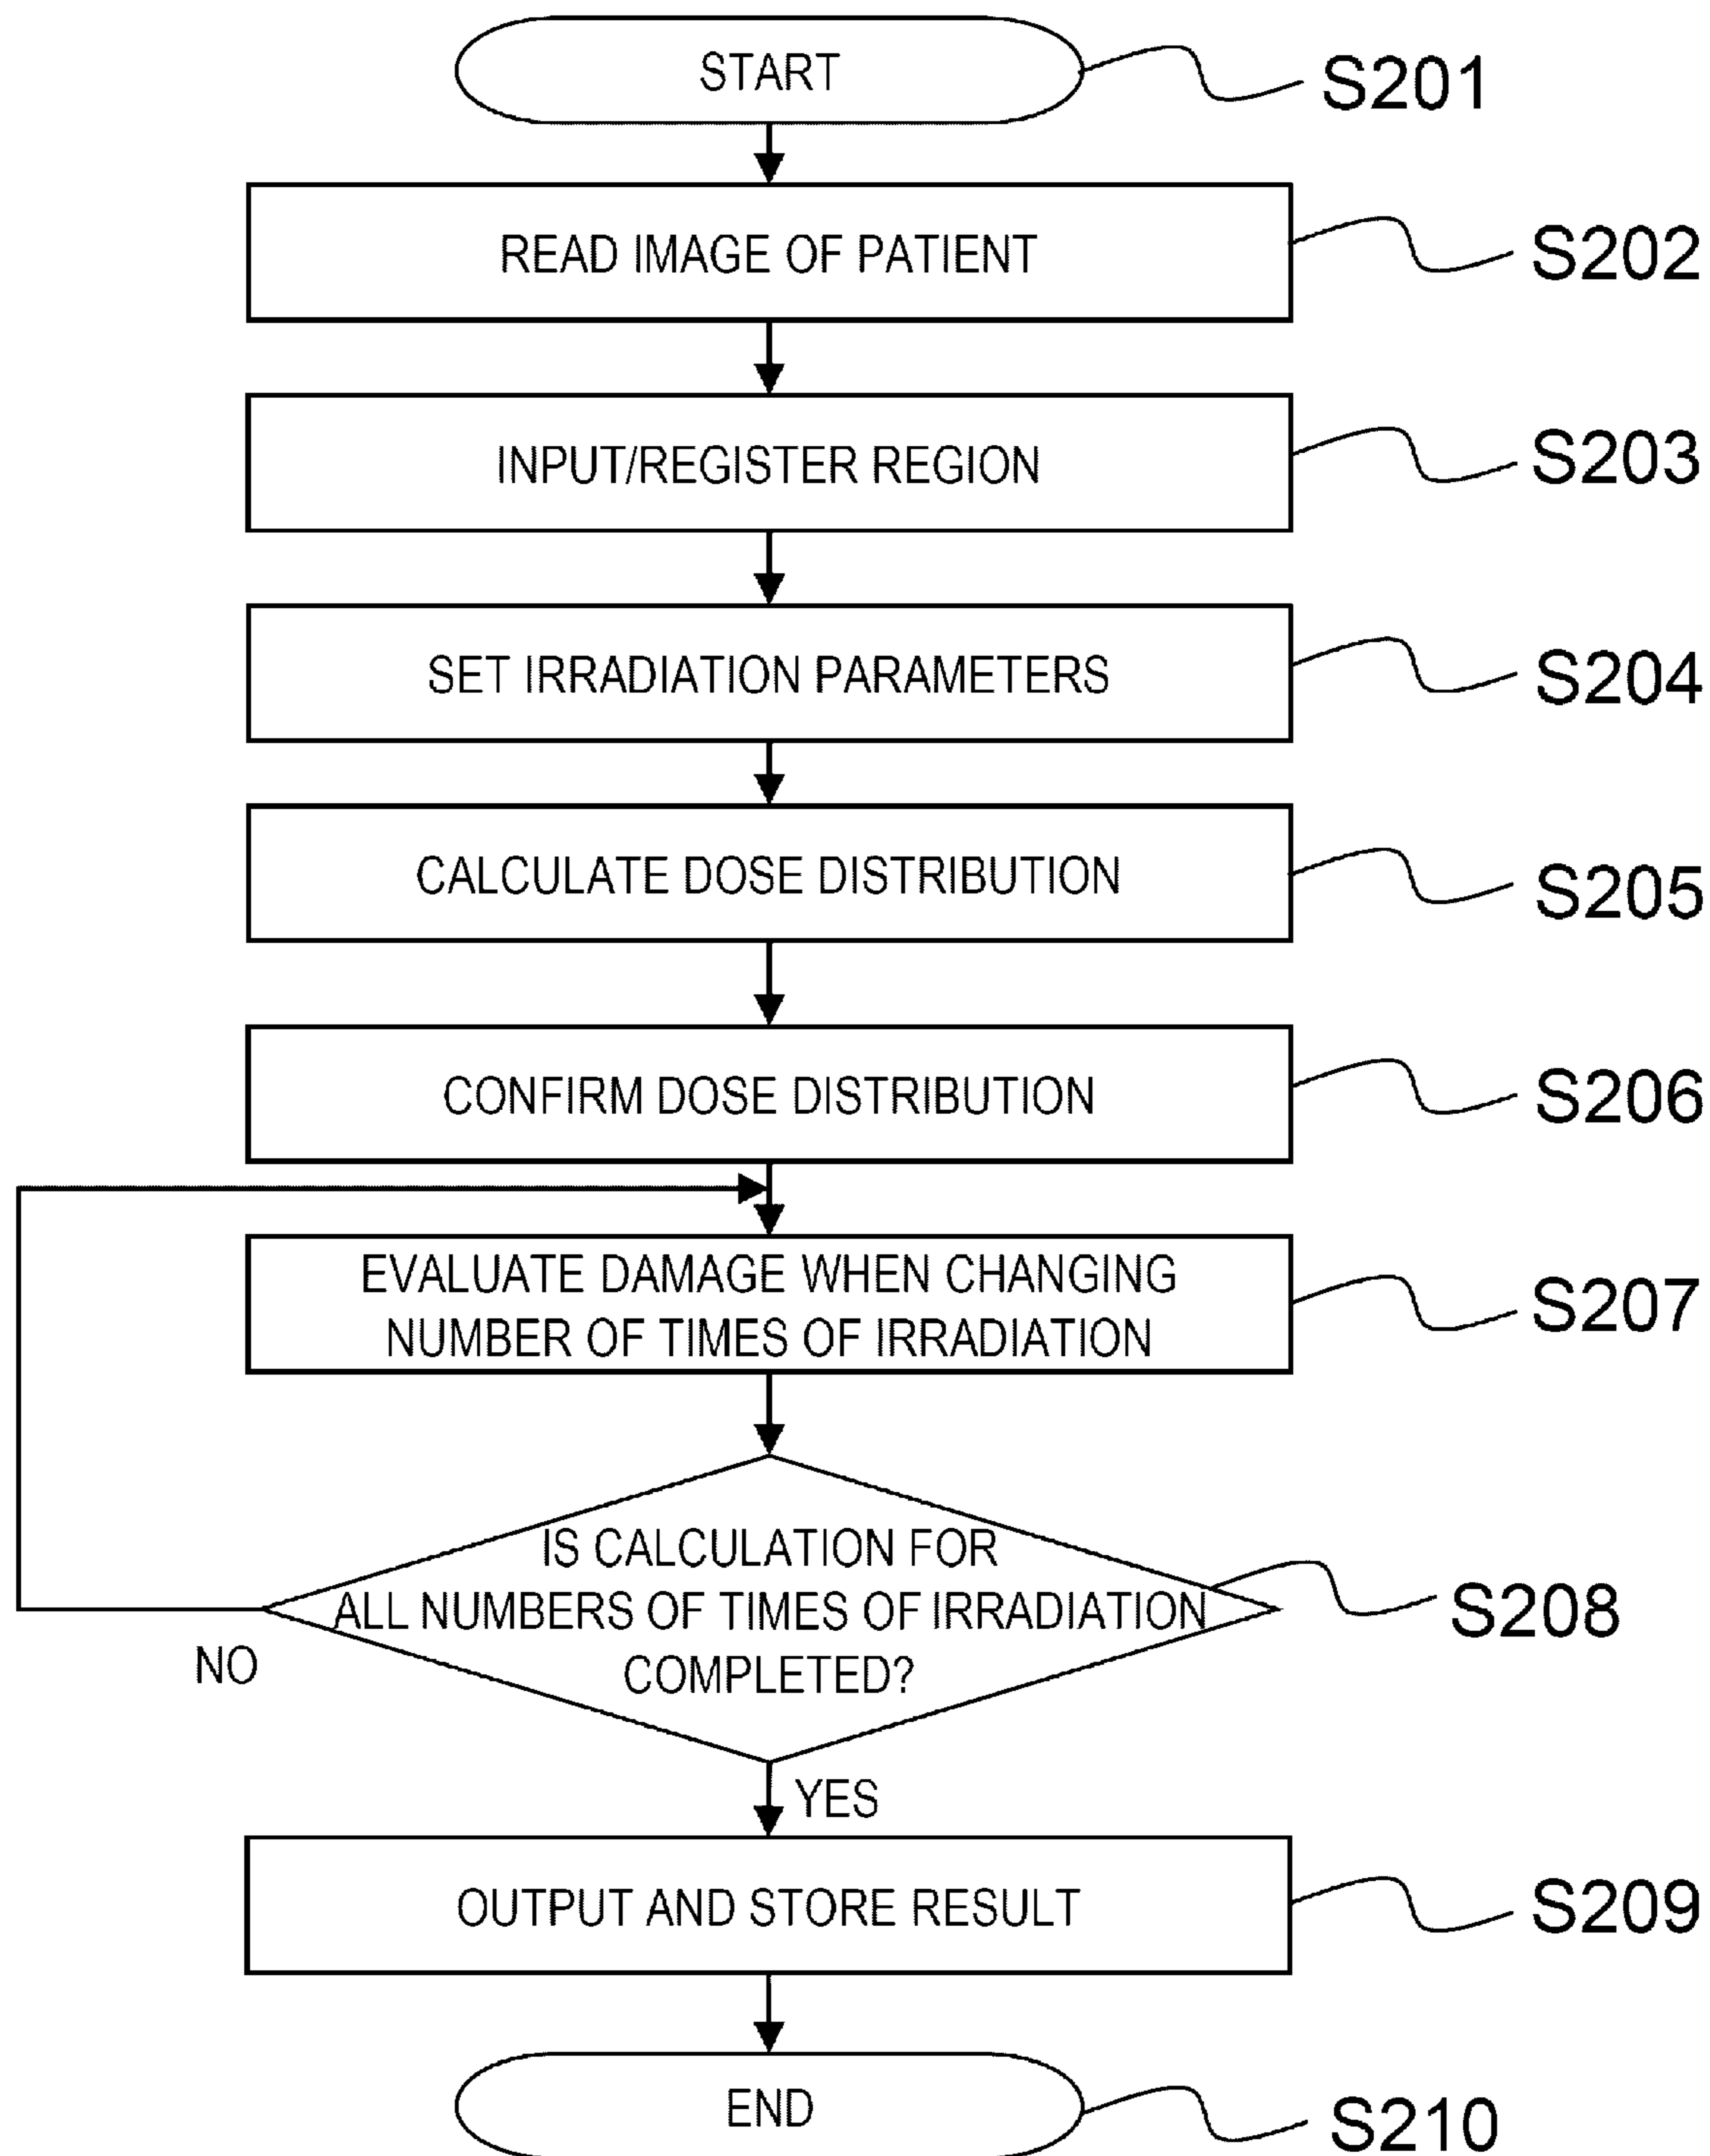 START
S201
READ IMAGE OF PATIENT
S202
INPUT/REGISTER REGION
S203
SET IRRADIATION PARAMETERS
S204
CALCULATE DOSE DISTRIBUTION
S205
CONFIRM DOSE DISTRIBUTION
S206
EVALUATE DAMAGE WHEN CHANGING
NUMBER OF TIMES OF IRRADIATION
S207
IS CALCULATION FOR
ALL NUMBERS OF TIMES OF IRRADIATION
COMPLETED?
S208
NO
YES
OUTPUT AND STORE RESULT
S209
END
S210